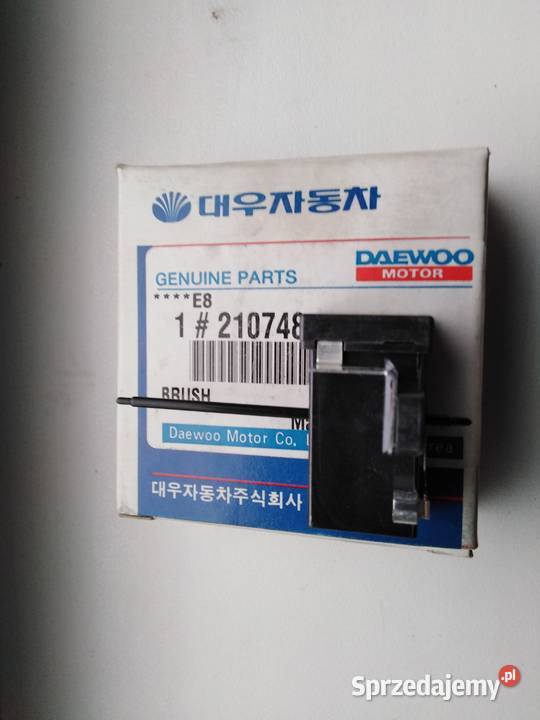 대우자동차
DAEWOO
MOTOR
GENUINE PARTS
****E8
1 # 210748
BRUSH
Ma
Daewoo Motor Co.
대우자동차주식회사
Sprzedajemy.pl